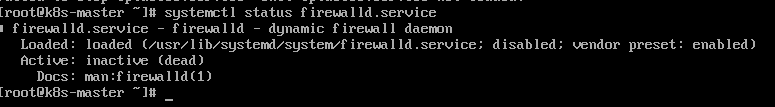 [root@k8s-master ~]# systemctl status firewalld.service
firewalld.service - firewalld - dynamic firewall daemon
Loaded: loaded (/usr/lib/systemd/system/firewalld.service; disabled; vendor preset: enabled)
Active: inactive (dead)
Docs: man:firewalld(1)
[root@k8s-master ~]# _